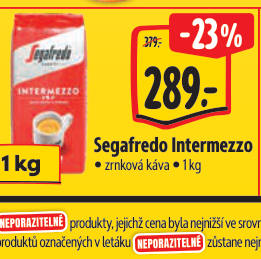 379.-
-23%
289.-
Segafredo
INTERMEZZO
1 kg
Segafredo Intermezzo
• zrnková káva • 1 kg
NEPORAZITELNÉ produkty, jejichž cena byla nejnižší ve srovn
produktů označených v letáku NEPORAZITELNÉ zůstane nejn